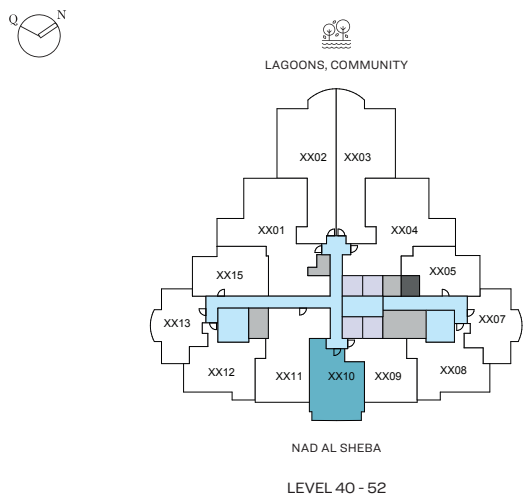 Q N
LAGOONS, COMMUNITY
XX02 XX03
XX01 XX04
XX15 XX05
XX13 XX07
XX12 XX11 XX10 XX09 XX08
NAD AL SHEBA
LEVEL 40 - 52